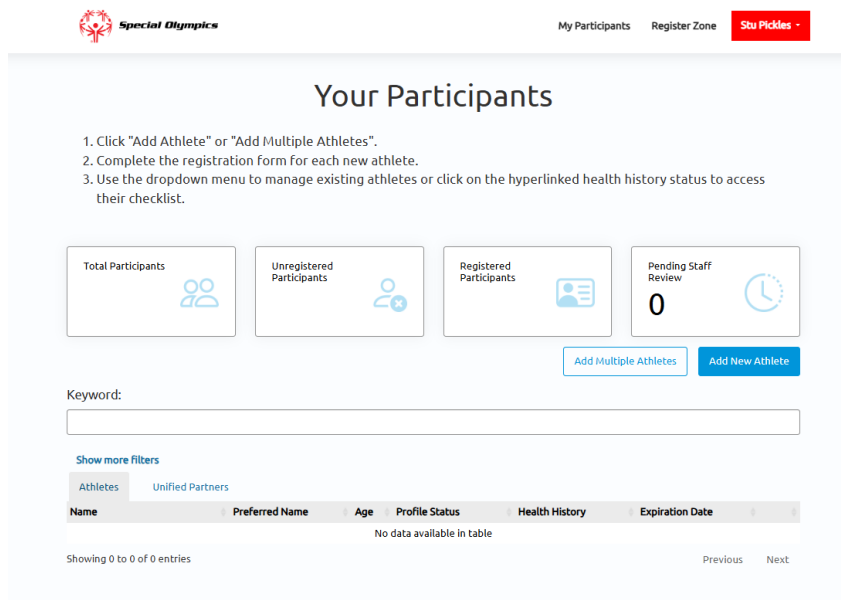 Special Olympics
My Participants
Register Zone
Stu Pickles
Your Participants
1. Click "Add Athlete" or "Add Multiple Athletes".
2. Complete the registration form for each new athlete.
3. Use the dropdown menu to manage existing athletes or click on the hyperlinked health history status to access
their checklist.
Total Participants
Unregistered
Participants
Registered
Participants
Pending Staff
Review
0
Add Multiple Athletes
Add New Athlete
Keyword:
Show more filters
Athletes
Unified Partners
Name
Preferred Name
Age
Profile Status
Health History
Expiration Date
No data available in table
Showing 0 to 0 of 0 entries
Previous
Next